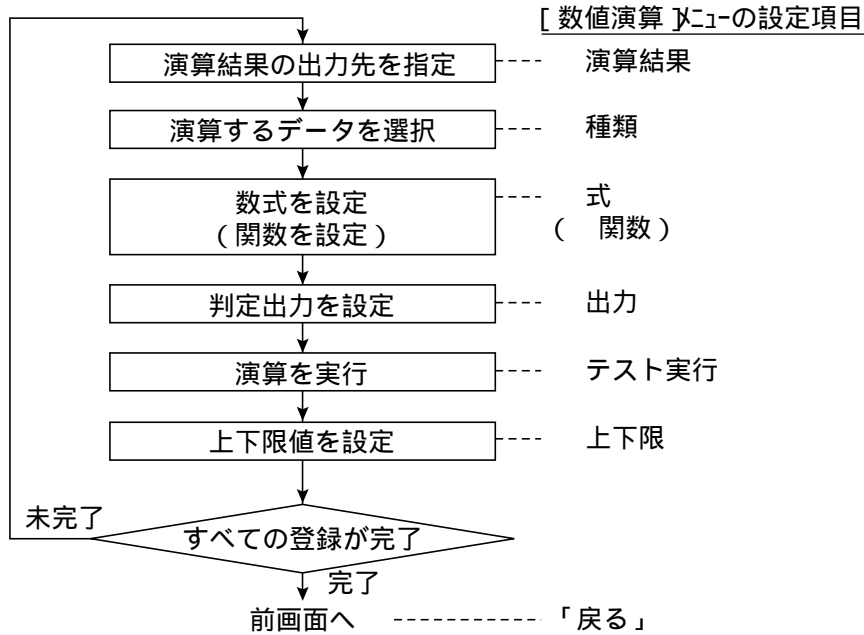 [ 数値演算 ]ﾒﾆｭｰの設定項目
演算結果の出力先を指定
演算結果
演算するデータを選択
種類
数式を設定
( 関数を設定 )
式
( 関数 )
判定出力を設定
出力
演算を実行
テスト実行
上下限値を設定
上下限
未完了
すべての登録が完了
完了
前画面へ
「戻る」